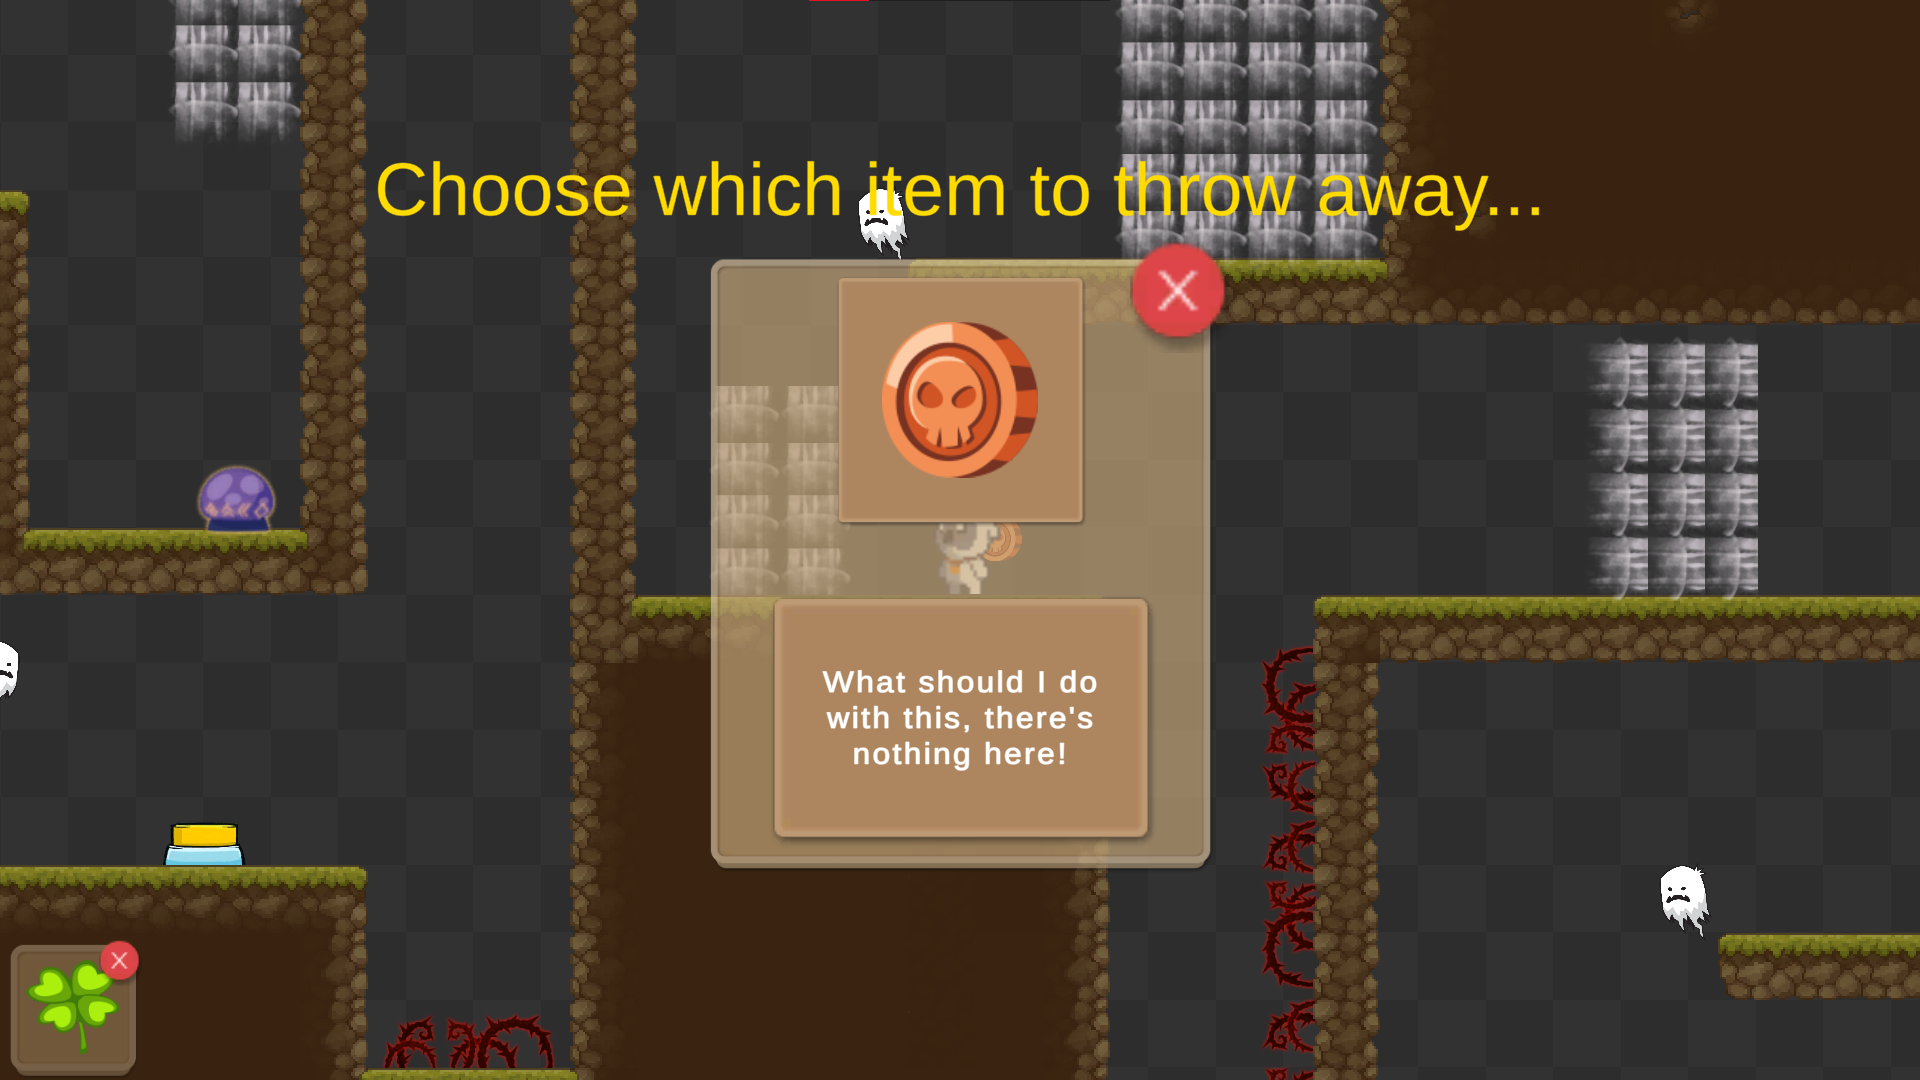 Choose which item to throw away...
What should I do
with this, there's
nothing here!